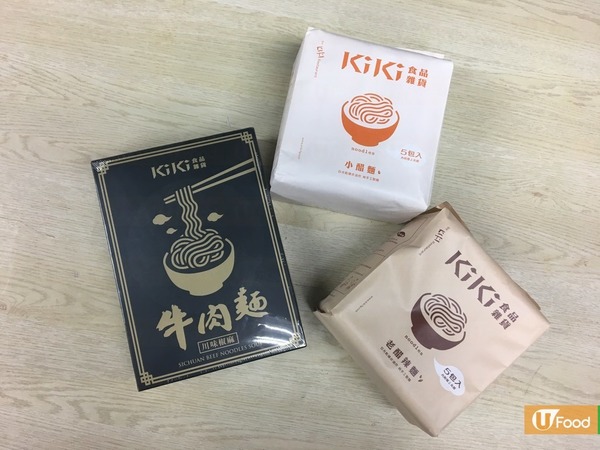 KiKi 食品雜貨
牛肉麵
川味椒麻
SICHUAN BEEF NOODLES
KiKi 食品雜貨
noodles
5包入
小醋麵
KiKi 食品雜貨
noodles
老醋辣麵
5包入
U Food